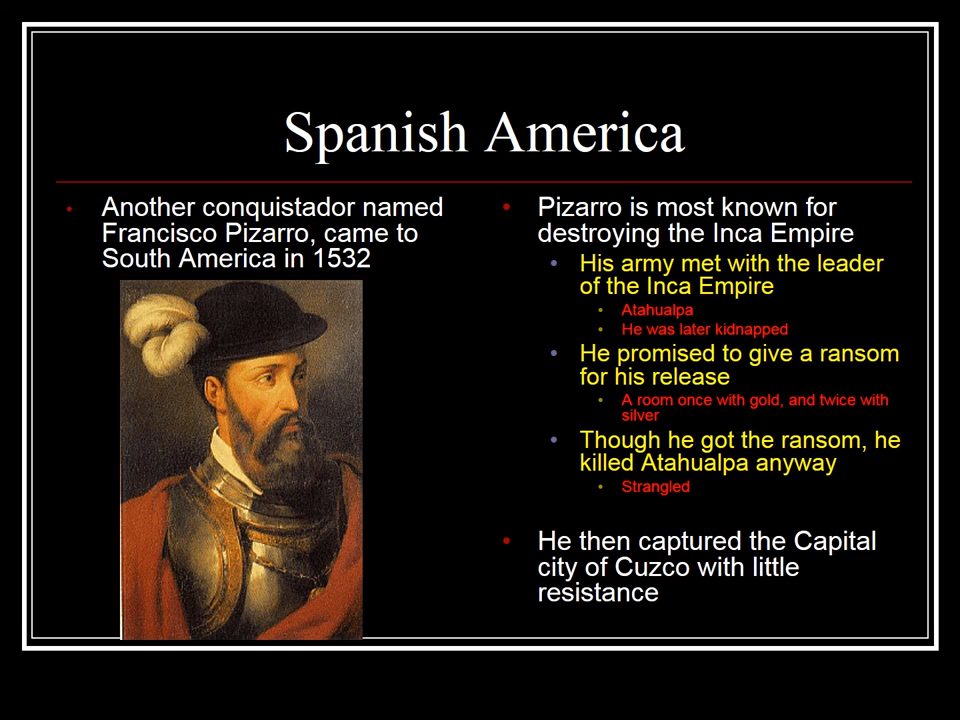 Spanish America
• Another conquistador named
Francisco Pizarro, came to
South America in 1532
• Pizarro is most known for
destroying the Inca Empire
• His army met with the leader
of the Inca Empire
• Atahualpa
• He was later kidnapped
• He promised to give a ransom
for his release
• A room once with gold, and twice with
silver
• Though he got the ransom, he
killed Atahualpa anyway
• Strangled
• He then captured the Capital
city of Cuzco with little
resistance